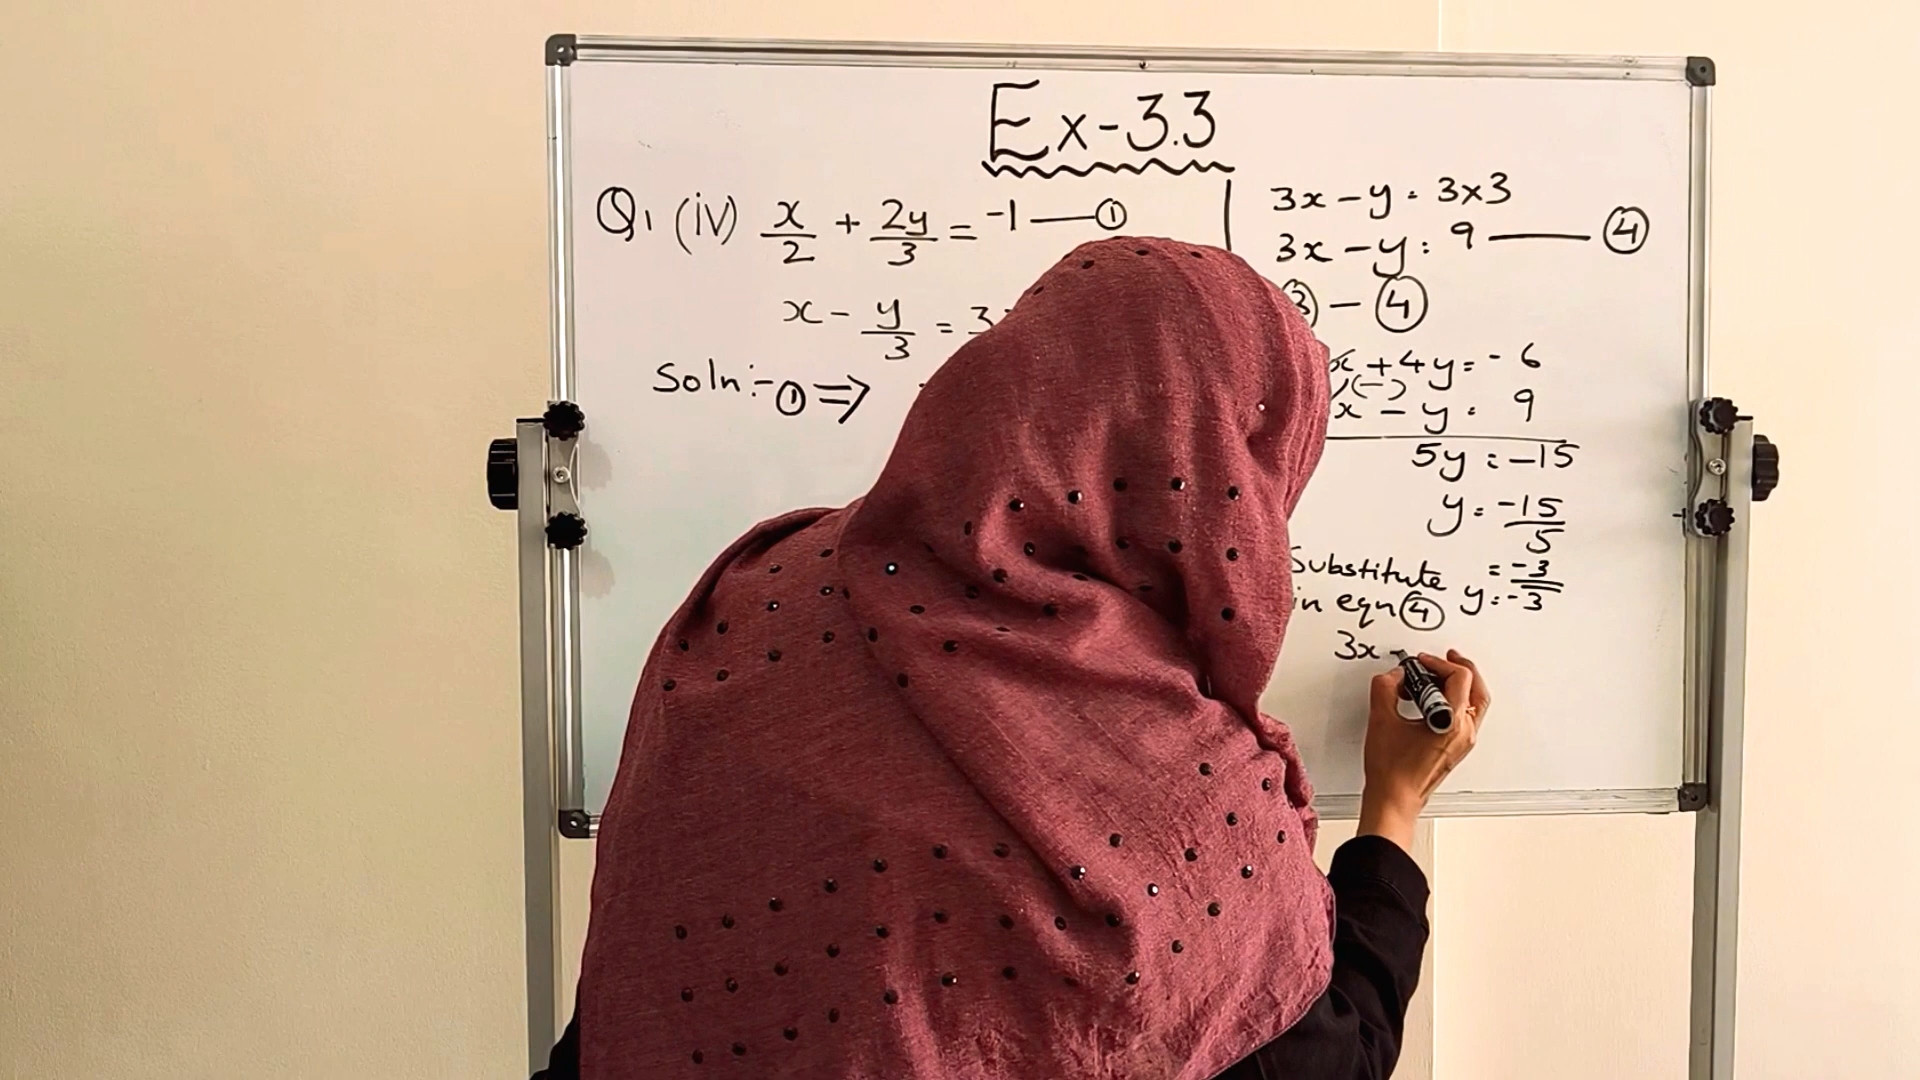 Ex-3.3
Q1 (iv) x/2 + 2y/3 = -1 — ①
x - y/3 = 3
Soln:- ① ⇒
3x - y = 3x3
3x - y = 9 — ④
③ - ④
x + 4y = -6
(-)
x - y = 9
5y = -15
y = -15/5
= -3
Substitute y = -3
in eqn ④
3x -